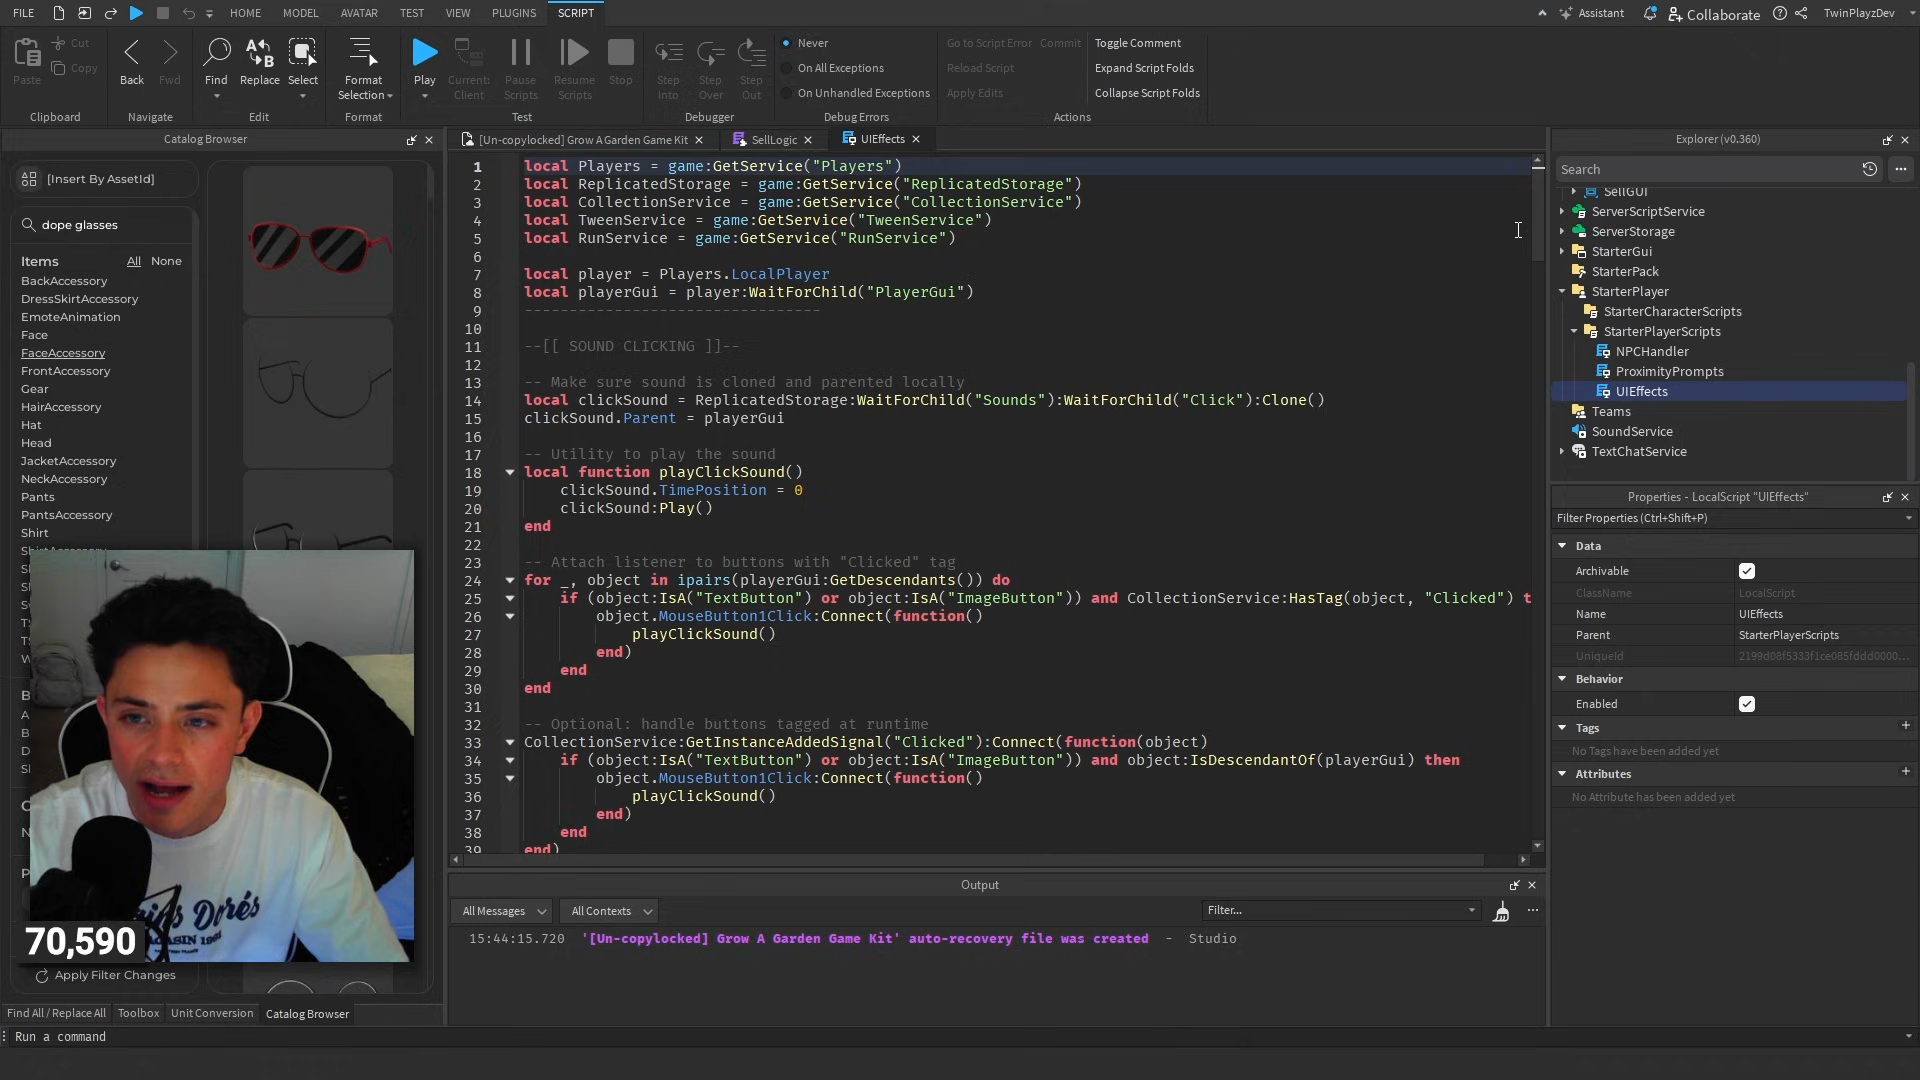 FILE
HOME
MODEL
AVATAR
TEST
VIEW
PLUGINS
SCRIPT
Assistant
Collaborate
TwinPlayzDev
Paste
Cut
Copy
Clipboard
Back
Fwd
Navigate
Find
Replace
Select
Edit
Format
Selection
Format
Play
Current:
Client
Pause
Scripts
Resume
Scripts
Stop
Test
Step
Into
Step
Over
Step
Out
Debugger
Never
On All Exceptions
On Unhandled Exceptions
Debug Errors
Go to Script Error
Commit
Reload Script
Apply Edits
Toggle Comment
Expand Script Folds
Collapse Script Folds
Actions
Catalog Browser
[Insert By AssetId]
dope glasses
Items
All
None
BackAccessory
DressSkirtAccessory
EmoteAnimation
Face
FaceAccessory
FrontAccessory
Gear
HairAccessory
Hat
Head
JacketAccessory
NeckAccessory
Pants
PantsAccessory
Shirt
70,590
Apply Filter Changes
Find All / Replace All
Toolbox
Unit Conversion
Catalog Browser
Run a command
[Un-copylocked] Grow A Garden Game Kit
SellLogic
UIEffects
1 local Players = game:GetService("Players")
2 local ReplicatedStorage = game:GetService("ReplicatedStorage")
3 local CollectionService = game:GetService("CollectionService")
4 local TweenService = game:GetService("TweenService")
5 local RunService = game:GetService("RunService")
6
7 local player = Players.LocalPlayer
8 local playerGui = player:WaitForChild("PlayerGui")
9 ---------------------------------
10
11 --[[ SOUND CLICKING ]]--
12
13 -- Make sure sound is cloned and parented locally
14 local clickSound = ReplicatedStorage:WaitForChild("Sounds"):WaitForChild("Click"):Clone()
15 clickSound.Parent = playerGui
16
17 -- Utility to play the sound
18 local function playClickSound()
19 clickSound.TimePosition = 0
20 clickSound:Play()
21 end
22
23 -- Attach listener to buttons with "Clicked" tag
24 for _, object in ipairs(playerGui:GetDescendants()) do
25 if (object:IsA("TextButton") or object:IsA("ImageButton")) and CollectionService:HasTag(object, "Clicked") t
26 object.MouseButton1Click:Connect(function()
27 playClickSound()
28 end)
29 end
30 end
31
32 -- Optional: handle buttons tagged at runtime
33 CollectionService:GetInstanceAddedSignal("Clicked"):Connect(function(object)
34 if (object:IsA("TextButton") or object:IsA("ImageButton")) and object:IsDescendantOf(playerGui) then
35 object.MouseButton1Click:Connect(function()
36 playClickSound()
37 end)
38 end
39 end)
Output
All Messages
All Contexts
Filter...
15:44:15.720 '[Un-copylocked] Grow A Garden Game Kit' auto-recovery file was created - Studio
Explorer (v0.360)
Search
SellGUI
ServerScriptService
ServerStorage
StarterGui
StarterPack
StarterPlayer
StarterCharacterScripts
StarterPlayerScripts
NPCHandler
ProximityPrompts
UIEffects
Teams
SoundService
TextChatService
Properties - LocalScript "UIEffects"
Filter Properties (Ctrl+Shift+P)
Data
Archivable
ClassName LocalScript
Name UIEffects
Parent StarterPlayerScripts
UniqueId 2199d08f5333f1ce085fddd0000...
Behavior
Enabled
Tags
No Tags have been added yet
Attributes
No Attribute has been added yet